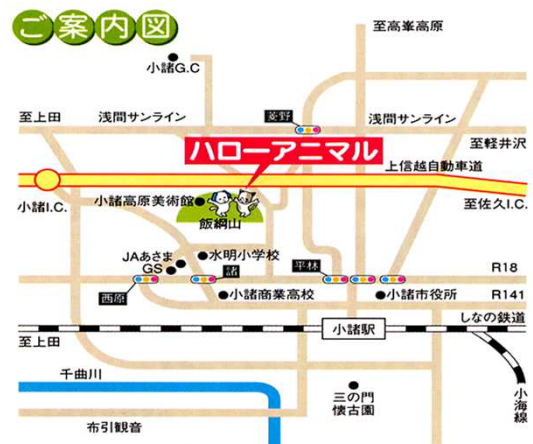 ご案内図
至高峯高原
小諸G.C
至上田
浅間サンライン
菱野
浅間サンライン
至軽井沢
ハローアニマル
上信越自動車道
小諸I.C.
小諸高原美術館
飯綱山
至佐久I.C.
JAあさま
GS
水明小学校
諸
平林
R18
西原
小諸商業高校
小諸市役所
R141
しなの鉄道
小諸駅
至上田
千曲川
三の門
懐古園
小海線
布引観音